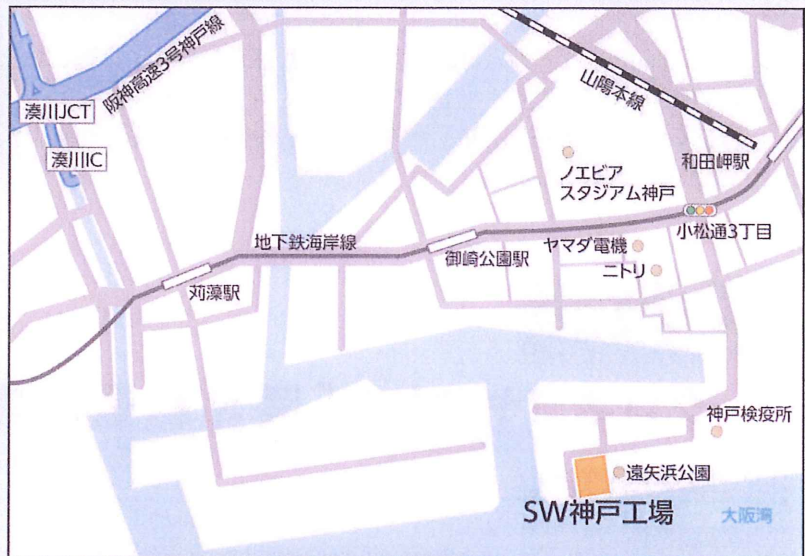 阪神高速3号神戸線
湊川JCT
湊川IC
山陽本線
和田岬駅
ノエビア
スタジアム神戸
小松通3丁目
地下鉄海岸線
御崎公園駅
ヤマダ電機
ニトリ
苅藻駅
神戸検疫所
遠矢浜公園
SW神戸工場
大阪湾